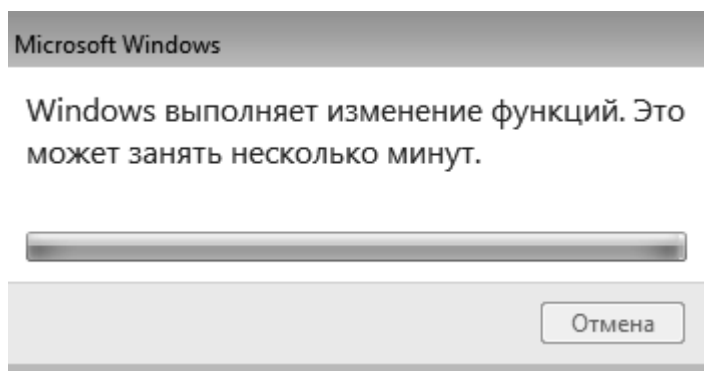 Microsoft Windows
Windows выполняет изменение функций. Это
может занять несколько минут.
Отмена